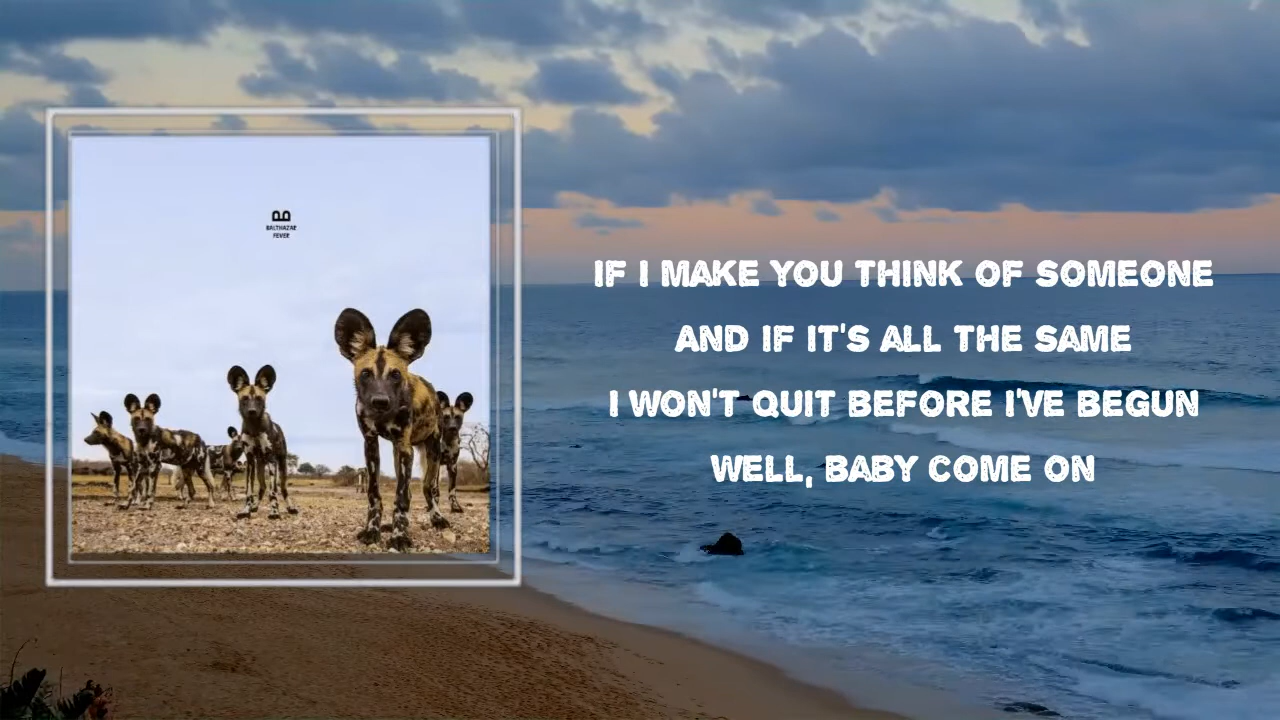 BALTHAZAR
FEVER
IF I MAKE YOU THINK OF SOMEONE
AND IF IT'S ALL THE SAME
I WON'T QUIT BEFORE I'VE BEGUN
WELL, BABY COME ON